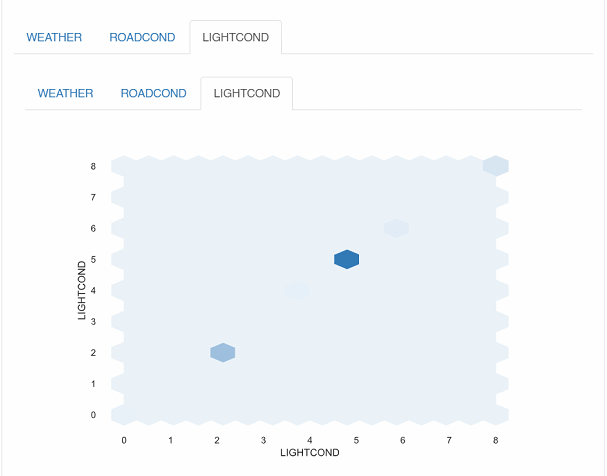 WEATHER ROADCOND LIGHTCOND
WEATHER ROADCOND LIGHTCOND
8
7
6
5
4
3
2
1
0
LIGHTCOND
0 1 2 3 4 5 6 7 8
LIGHTCOND